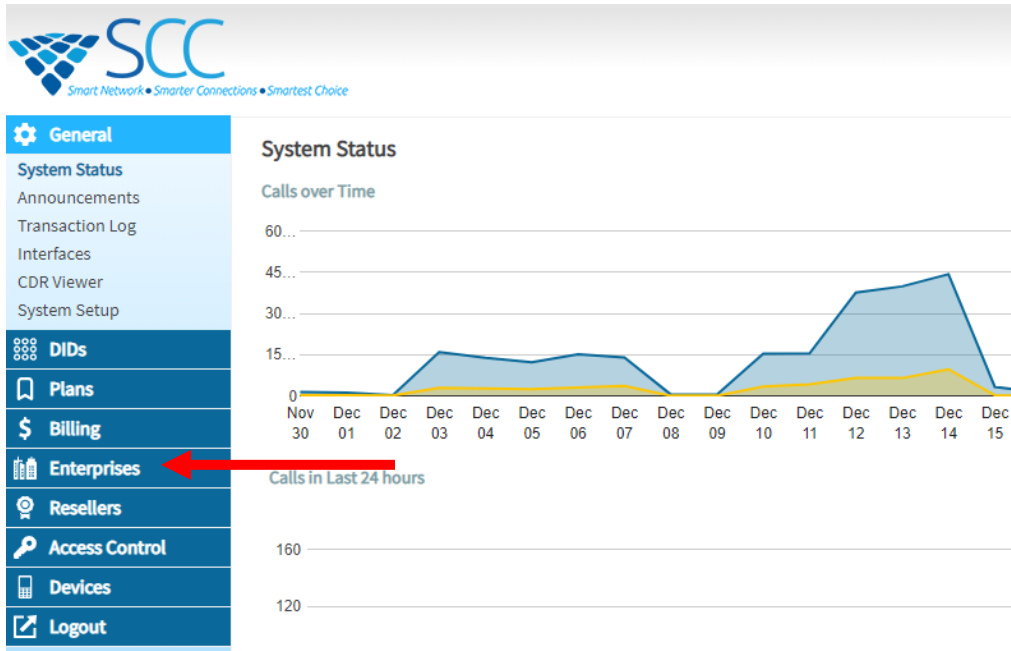 SCC
Smart Network • Smarter Connections • Smartest Choice
General
System Status
Announcements
Transaction Log
Interfaces
CDR Viewer
System Setup
DIDs
Plans
Billing
Enterprises
Resellers
Access Control
Devices
Logout
System Status
Calls over Time
60...
45...
30...
15...
0
Nov Dec Dec Dec Dec Dec Dec Dec Dec Dec Dec Dec Dec Dec Dec Dec
30 01 02 03 04 05 06 07 08 09 10 11 12 13 14 15
Calls in Last 24 hours
160
120